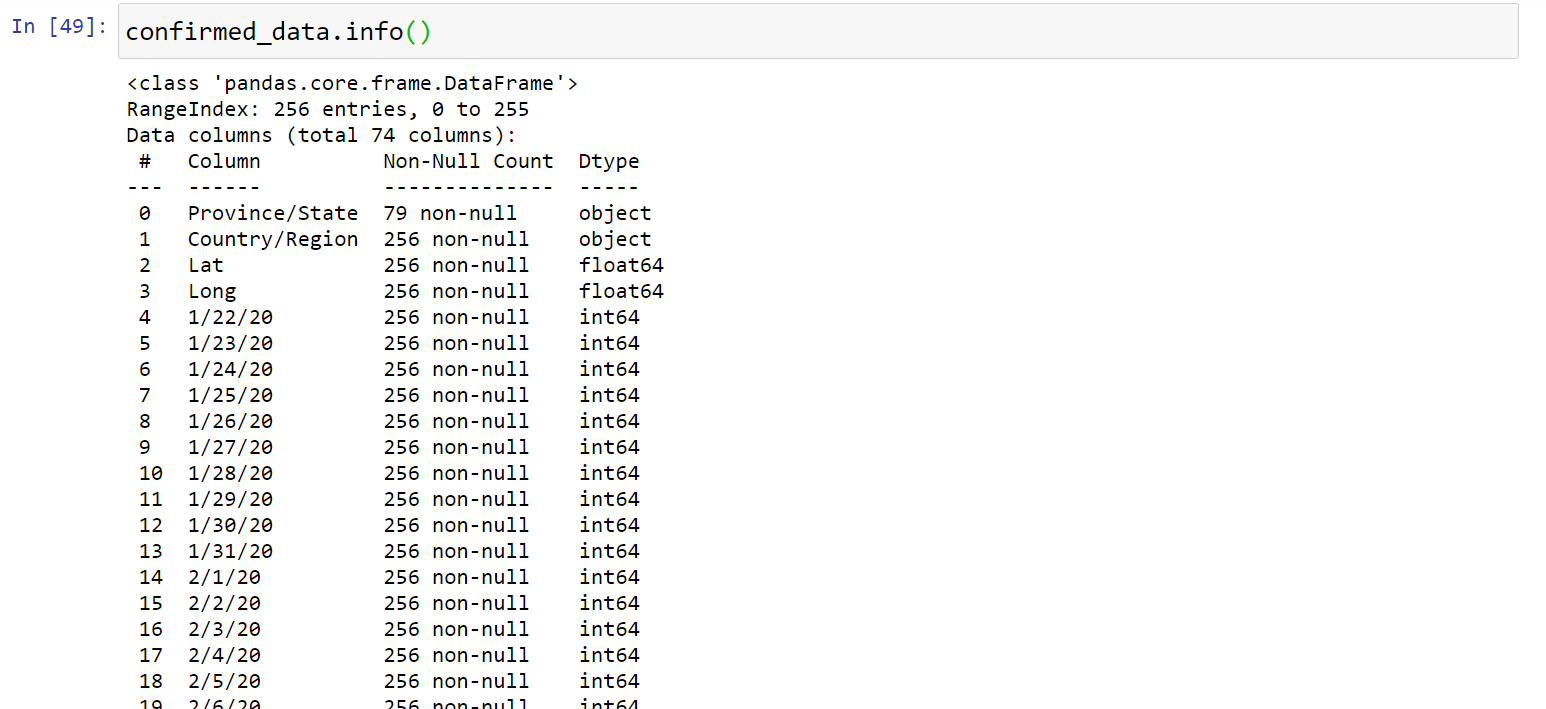 In [49]: confirmed_data.info()
<class 'pandas.core.frame.DataFrame'>
RangeIndex: 256 entries, 0 to 255
Data columns (total 74 columns):
 #   Column          Non-Null Count  Dtype
---  ------          --------------  -----
 0   Province/State  79 non-null     object
 1   Country/Region  256 non-null    object
 2   Lat             256 non-null    float64
 3   Long            256 non-null    float64
 4   1/22/20         256 non-null    int64
 5   1/23/20         256 non-null    int64
 6   1/24/20         256 non-null    int64
 7   1/25/20         256 non-null    int64
 8   1/26/20         256 non-null    int64
 9   1/27/20         256 non-null    int64
 10  1/28/20         256 non-null    int64
 11  1/29/20         256 non-null    int64
 12  1/30/20         256 non-null    int64
 13  1/31/20         256 non-null    int64
 14  2/1/20          256 non-null    int64
 15  2/2/20          256 non-null    int64
 16  2/3/20          256 non-null    int64
 17  2/4/20          256 non-null    int64
 18  2/5/20          256 non-null    int64
 19  2/6/20          256 non-null    int64